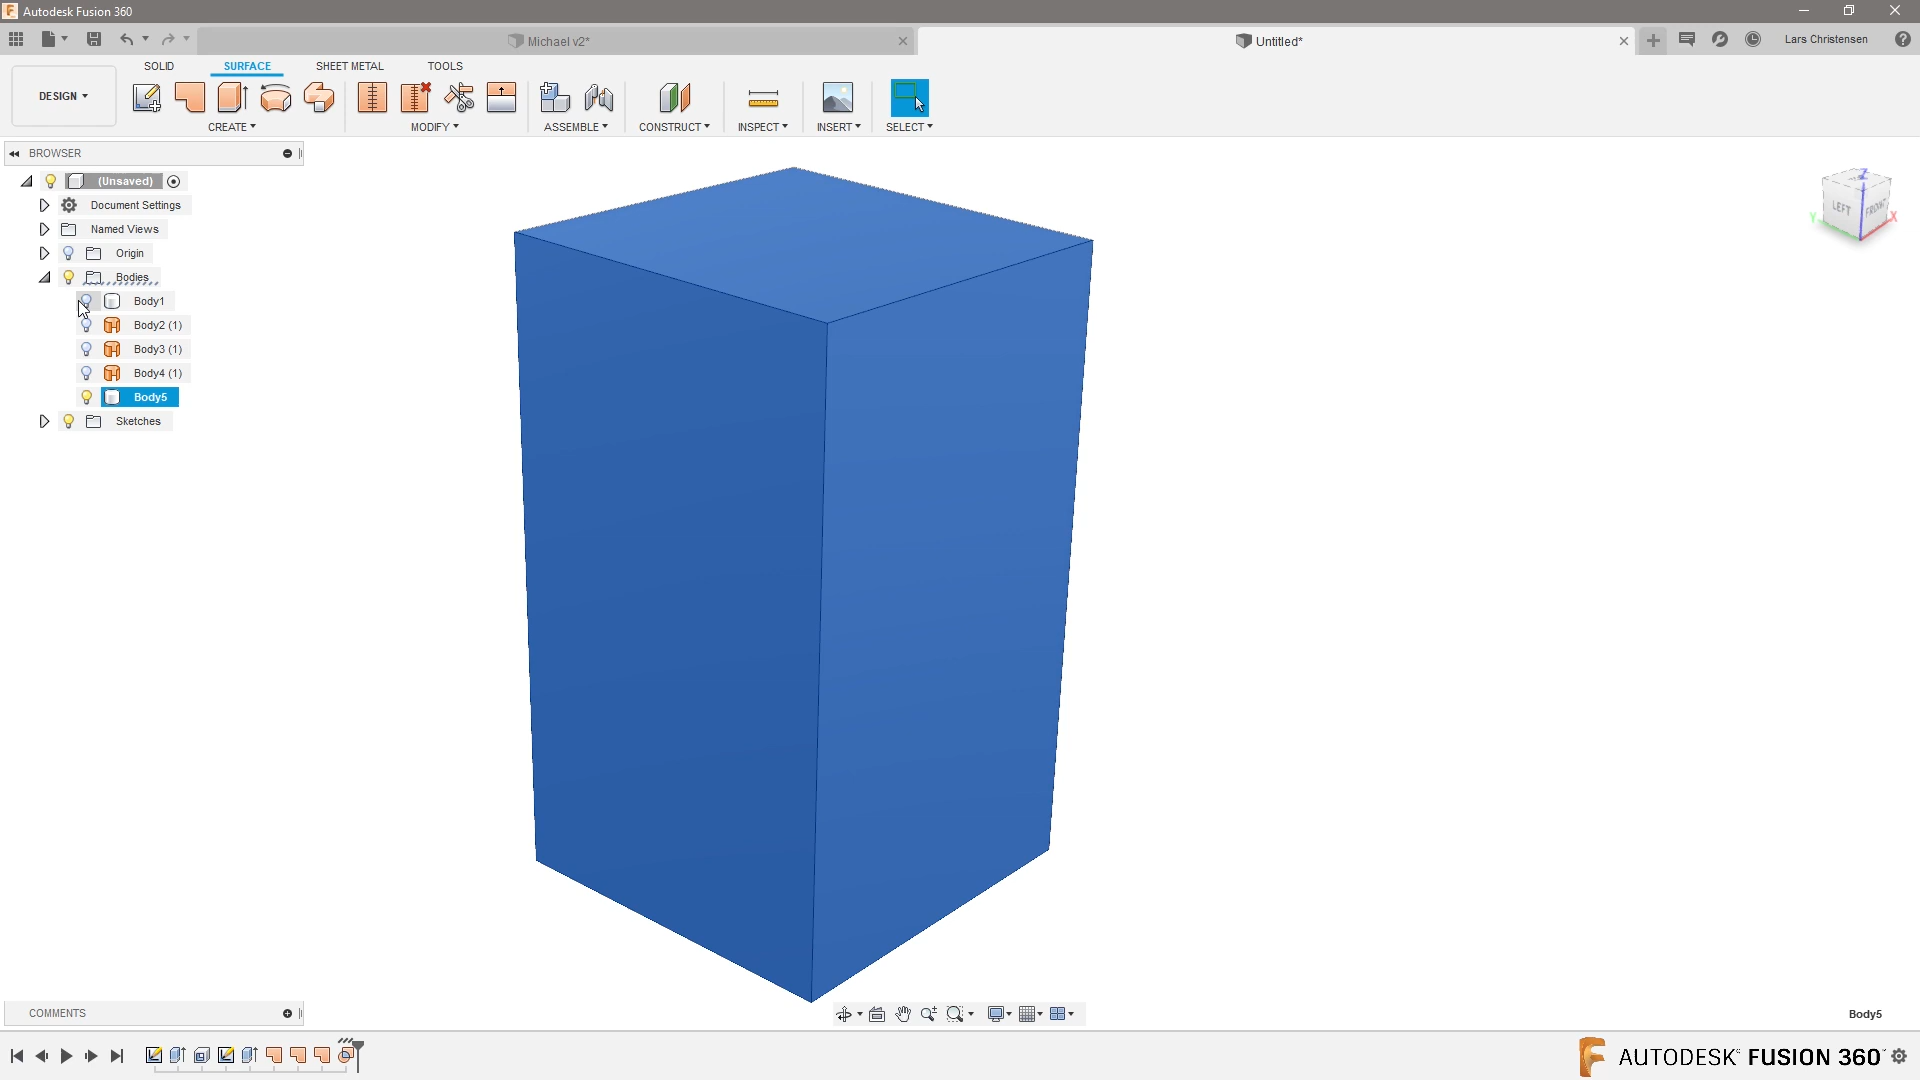 Autodesk Fusion 360
Michael v2*
Untitled*
Lars Christensen
DESIGN
SOLID
SURFACE
SHEET METAL
TOOLS
CREATE
MODIFY
ASSEMBLE
CONSTRUCT
INSPECT
INSERT
SELECT
BROWSER
(Unsaved)
Document Settings
Named Views
Origin
Bodies
Body1
Body2 (1)
Body3 (1)
Body4 (1)
Body5
Sketches
Z
LEFT
FRONT
Y
X
COMMENTS
Body5
AUTODESK FUSION 360